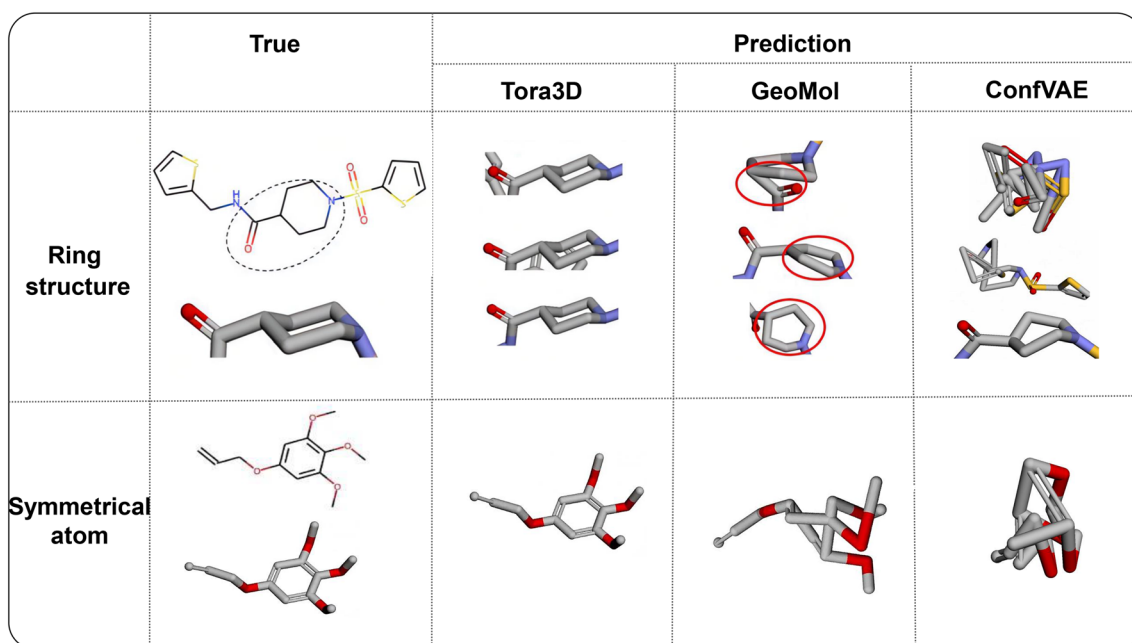 True
Prediction
Tora3D
GeoMol
ConfVAE
Ring
structure
S
H
N
O
N
O
S
O
S
Symmetrical
atom
O
O
O
O